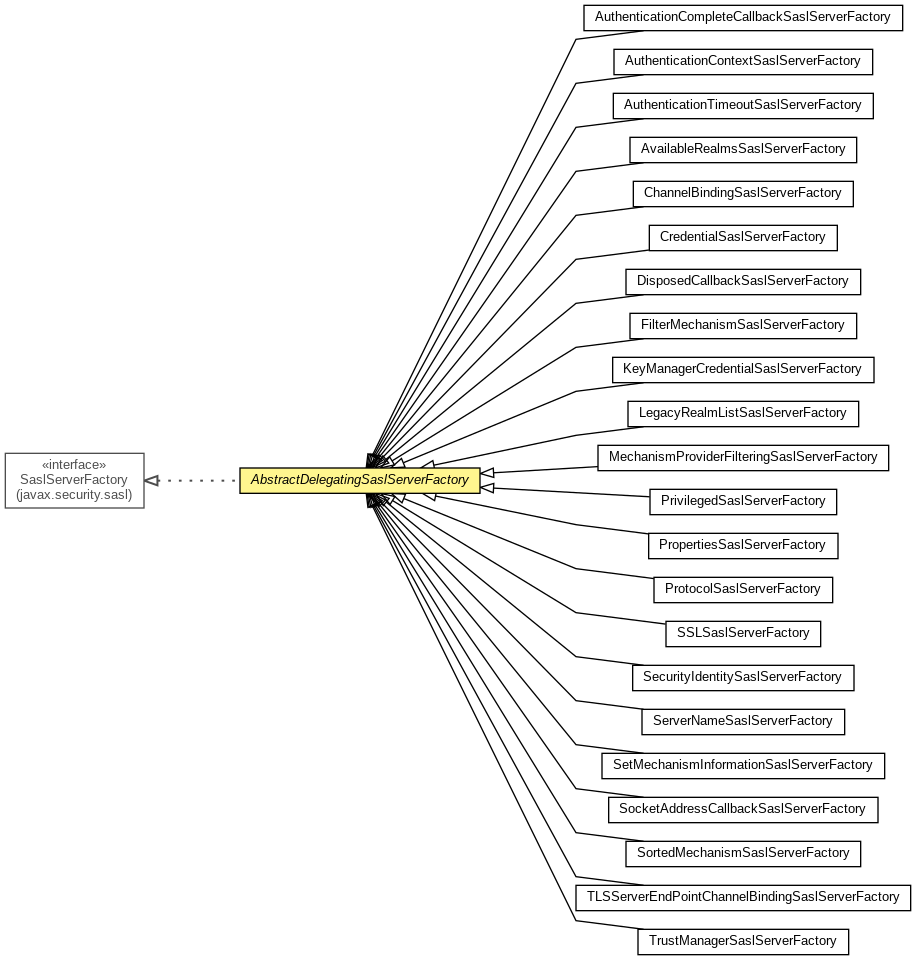 AuthenticationCompleteCallbackSaslServerFactory
AuthenticationContextSaslServerFactory
AuthenticationTimeoutSaslServerFactory
AvailableRealmsSaslServerFactory
ChannelBindingSaslServerFactory
CredentialSaslServerFactory
DisposedCallbackSaslServerFactory
FilterMechanismSaslServerFactory
KeyManagerCredentialSaslServerFactory
LegacyRealmListSaslServerFactory
MechanismProviderFilteringSaslServerFactory
«interface»
SaslServerFactory
(javax.security.sasl)
AbstractDelegatingSaslServerFactory
PrivilegedSaslServerFactory
PropertiesSaslServerFactory
ProtocolSaslServerFactory
SSLSaslServerFactory
SecurityIdentitySaslServerFactory
ServerNameSaslServerFactory
SetMechanismInformationSaslServerFactory
SocketAddressCallbackSaslServerFactory
SortedMechanismSaslServerFactory
TLSServerEndPointChannelBindingSaslServerFactory
TrustManagerSaslServerFactory